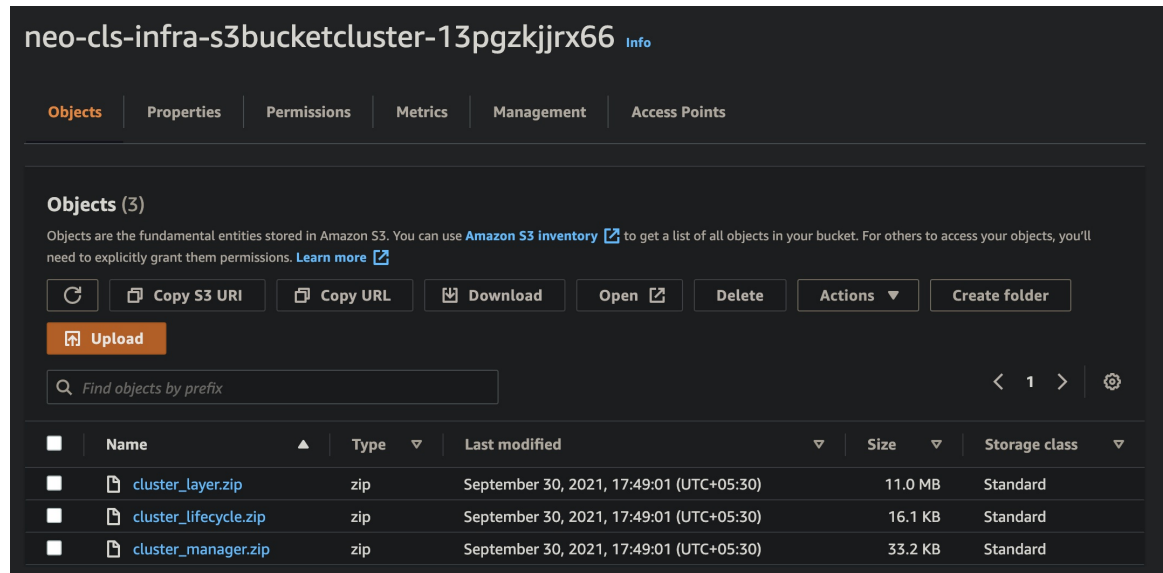 neo-cls-infra-s3bucketcluster-13pgzkjjrx66 Info
Objects Properties Permissions Metrics Management Access Points
Objects (3)
Objects are the fundamental entities stored in Amazon S3. You can use Amazon S3 inventory to get a list of all objects in your bucket. For others to access your objects, you'll
need to explicitly grant them permissions. Learn more
Copy S3 URI Copy URL Download Open Delete Actions Create folder
Upload
Find objects by prefix 1
Name Type Last modified Size Storage class
cluster_layer.zip zip September 30, 2021, 17:49:01 (UTC+05:30) 11.0 MB Standard
cluster_lifecycle.zip zip September 30, 2021, 17:49:01 (UTC+05:30) 16.1 KB Standard
cluster_manager.zip zip September 30, 2021, 17:49:01 (UTC+05:30) 33.2 KB Standard